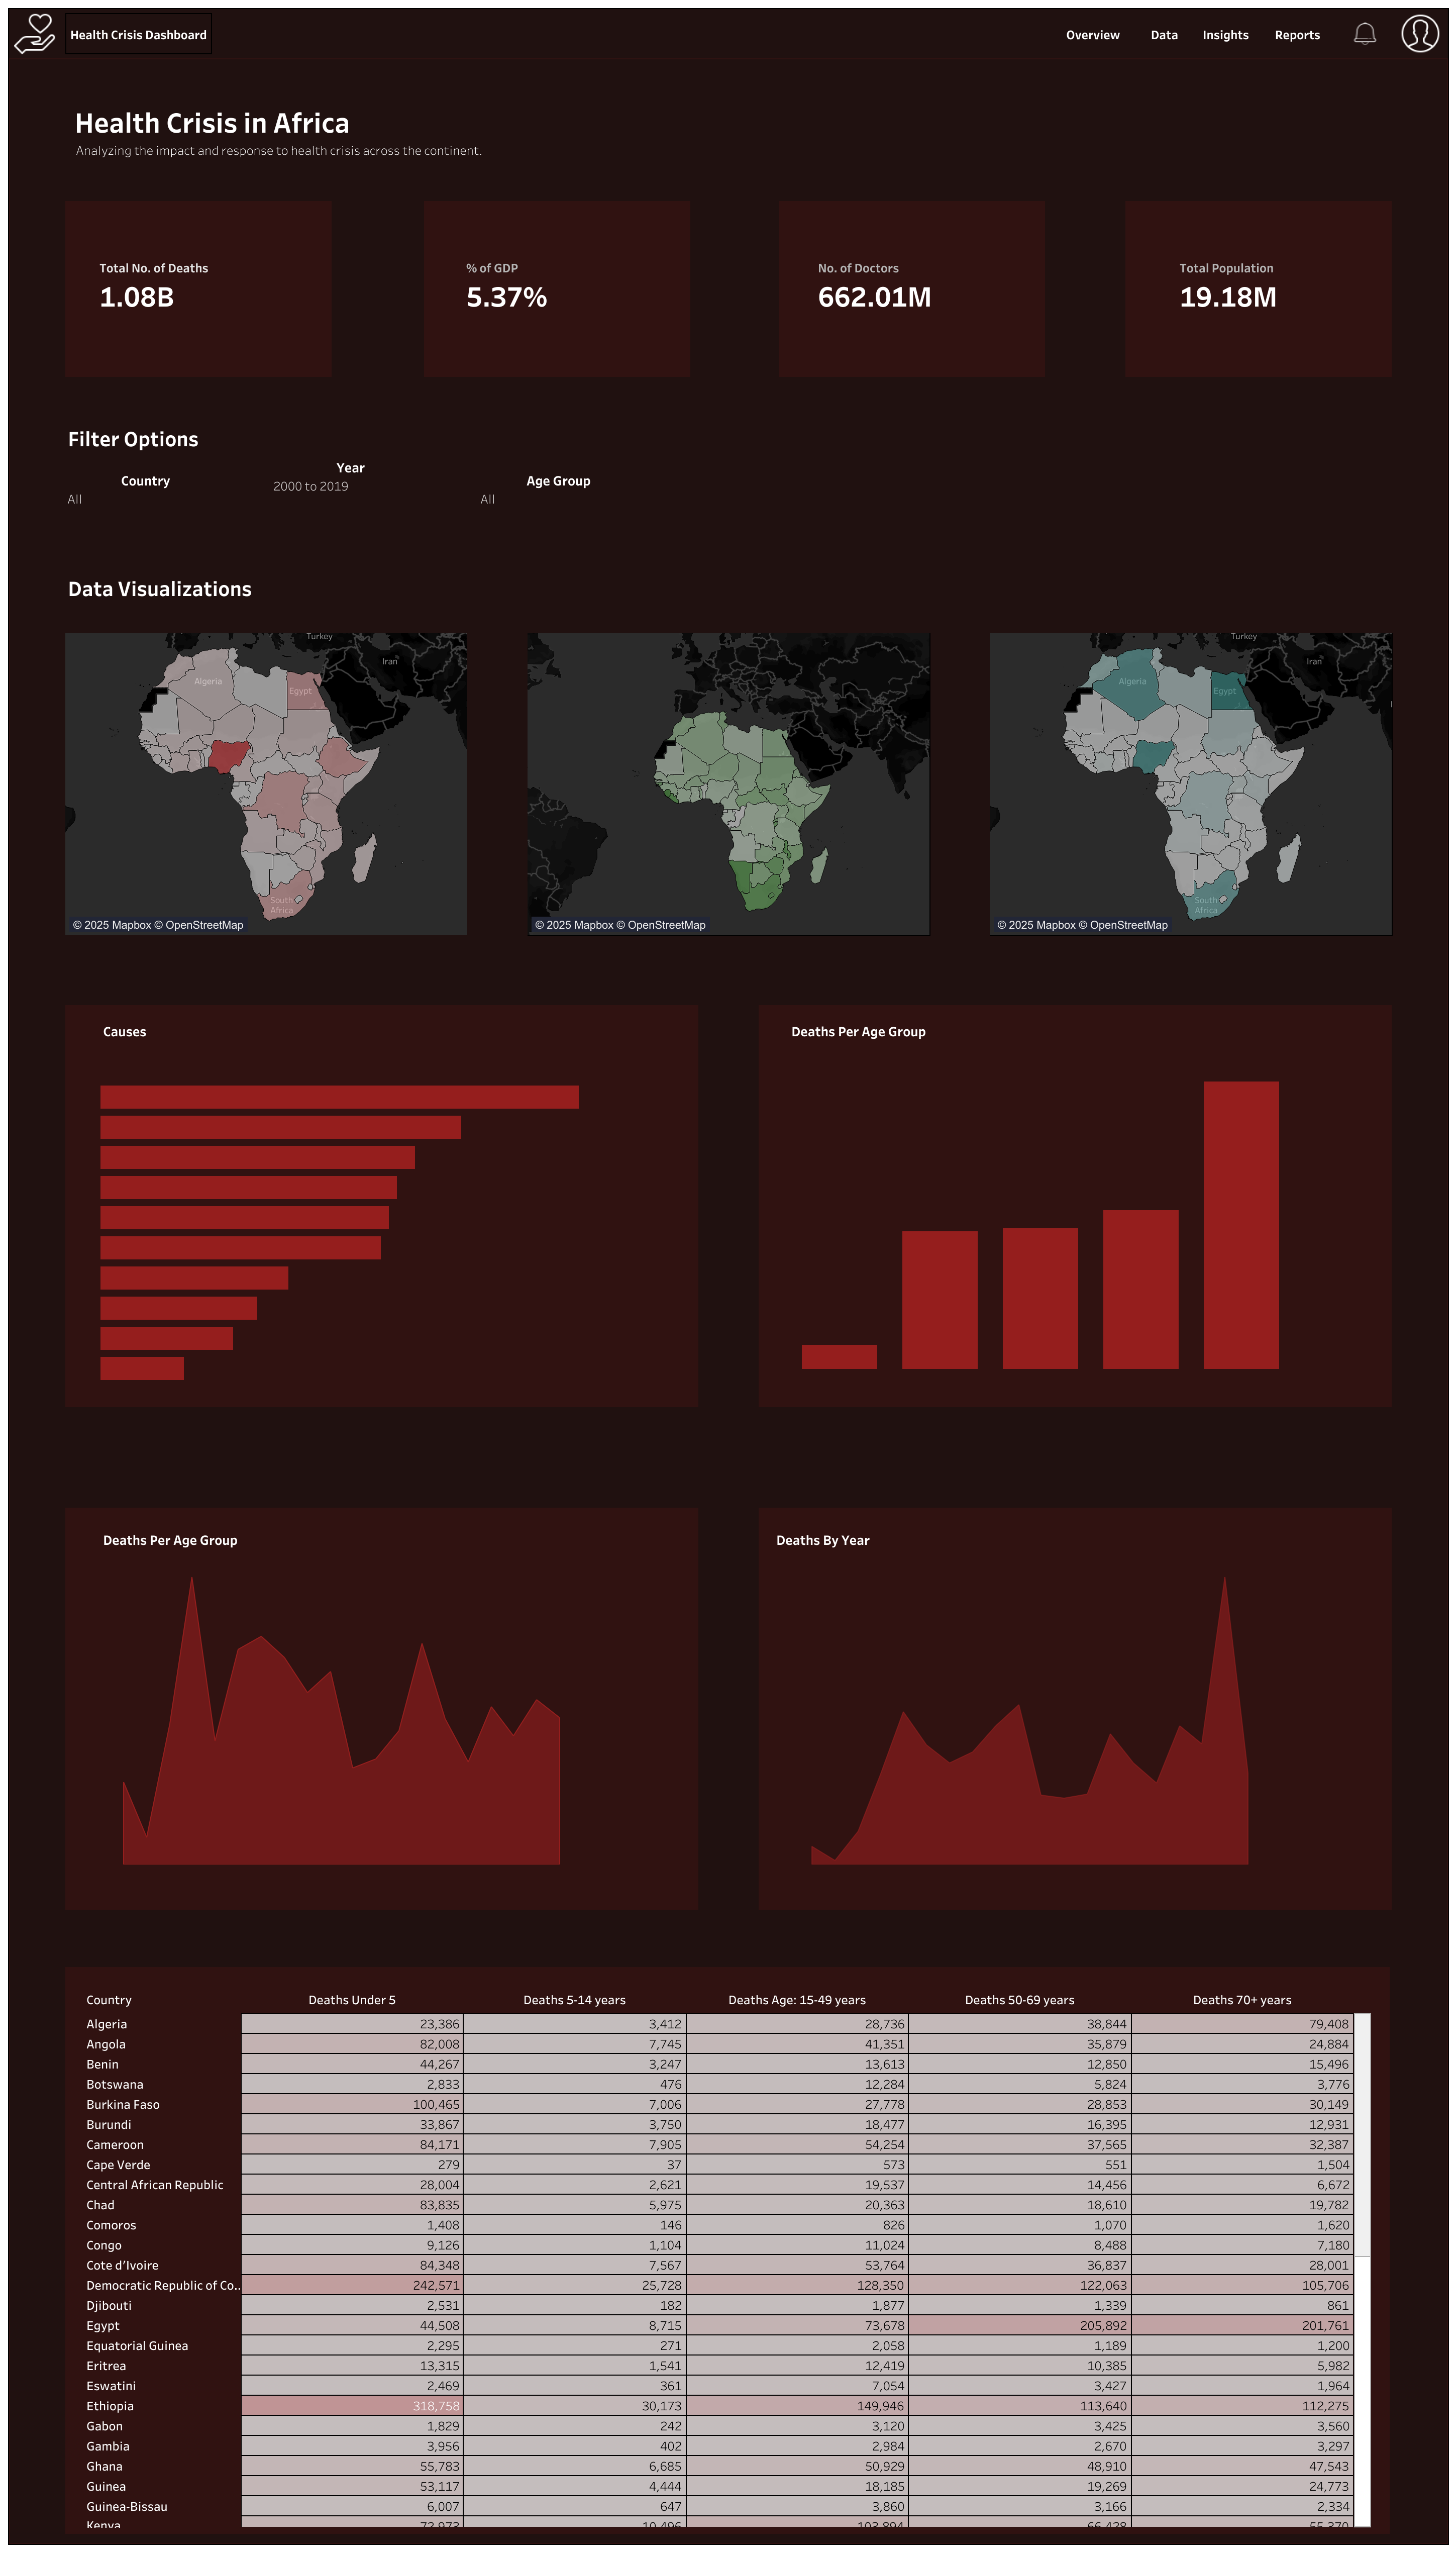 Health Crisis Dashboard
Overview Data Insights Reports
Health Crisis in Africa
Analyzing the impact and response to health crisis across the continent.
Total No. of Deaths
1.08B
% of GDP
5.37%
No. of Doctors
662.01M
Total Population
19.18M
Filter Options
Country
All
Year
2000 to 2019
Age Group
All
Data Visualizations
Turkey
Iran
Algeria
Egypt
South
Africa
© 2025 Mapbox © OpenStreetMap
© 2025 Mapbox © OpenStreetMap
Turkey
Iran
Algeria
Egypt
South
Africa
© 2025 Mapbox © OpenStreetMap
Causes
Deaths Per Age Group
Deaths Per Age Group
Deaths By Year
Country Deaths Under 5 Deaths 5-14 years Deaths Age: 15-49 years Deaths 50-69 years Deaths 70+ years
Algeria 23,386 3,412 28,736 38,844 79,408
Angola 82,008 7,745 41,351 35,879 24,884
Benin 44,267 3,247 13,613 12,850 15,496
Botswana 2,833 476 12,284 5,824 3,776
Burkina Faso 100,465 7,006 27,778 28,853 30,149
Burundi 33,867 3,750 18,477 16,395 12,931
Cameroon 84,171 7,905 54,254 37,565 32,387
Cape Verde 279 37 573 551 1,504
Central African Republic 28,004 2,621 19,537 14,456 6,672
Chad 83,835 5,975 20,363 18,610 19,782
Comoros 1,408 146 826 1,070 1,620
Congo 9,126 1,104 11,024 8,488 7,180
Cote d'Ivoire 84,348 7,567 53,764 36,837 28,001
Democratic Republic of Co.. 242,571 25,728 128,350 122,063 105,706
Djibouti 2,531 182 1,877 1,339 861
Egypt 44,508 8,715 73,678 205,892 201,761
Equatorial Guinea 2,295 271 2,058 1,189 1,200
Eritrea 13,315 1,541 12,419 10,385 5,982
Eswatini 2,469 361 7,054 3,427 1,964
Ethiopia 318,758 30,173 149,946 113,640 112,275
Gabon 1,829 242 3,120 3,425 3,560
Gambia 3,956 402 2,984 2,670 3,297
Ghana 55,783 6,685 50,929 48,910 47,543
Guinea 53,117 4,444 18,185 19,269 24,773
Guinea-Bissau 6,007 647 3,860 3,166 2,334
Kenya 72,973 10,496 103,894 66,428 55,370